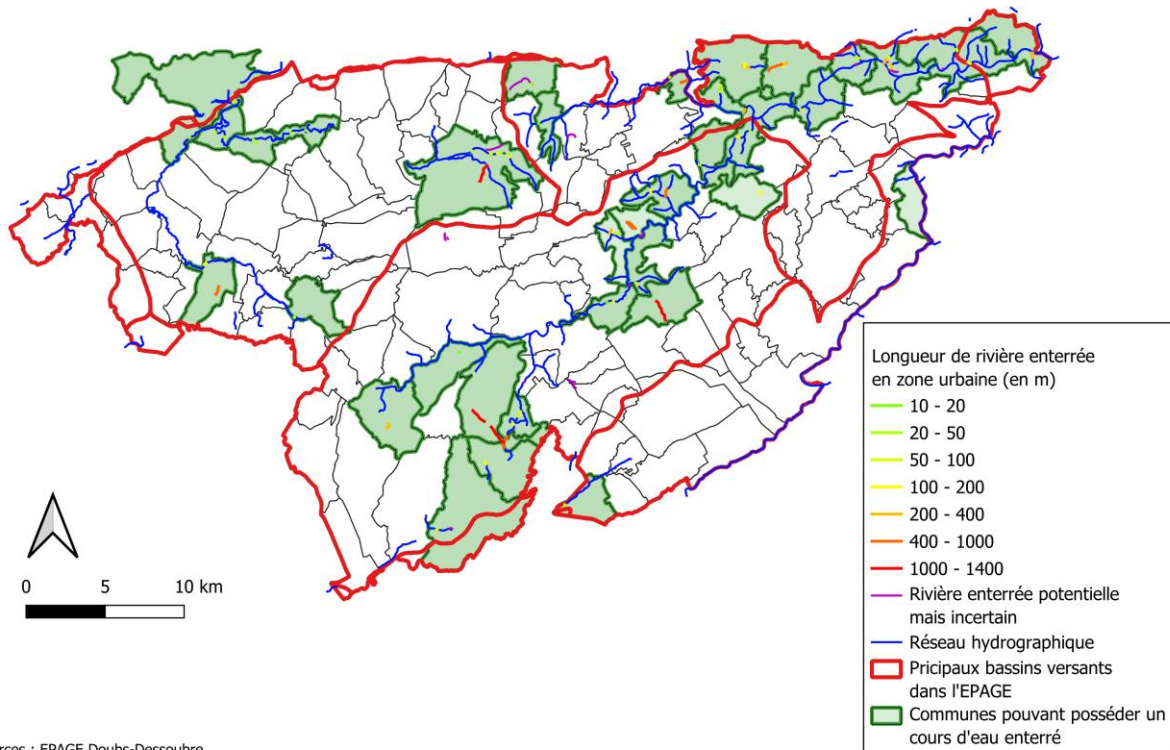 0 5 10 km
Longueur de rivière enterrée
en zone urbaine (en m)
10 - 20
20 - 50
50 - 100
100 - 200
200 - 400
400 - 1000
1000 - 1400
Rivière enterrée potentielle
mais incertain
Réseau hydrographique
Pricipaux bassins versants
dans l'EPAGE
Communes pouvant posséder un
cours d'eau enterré
rces : EPAGE Doubs-Dessoubre